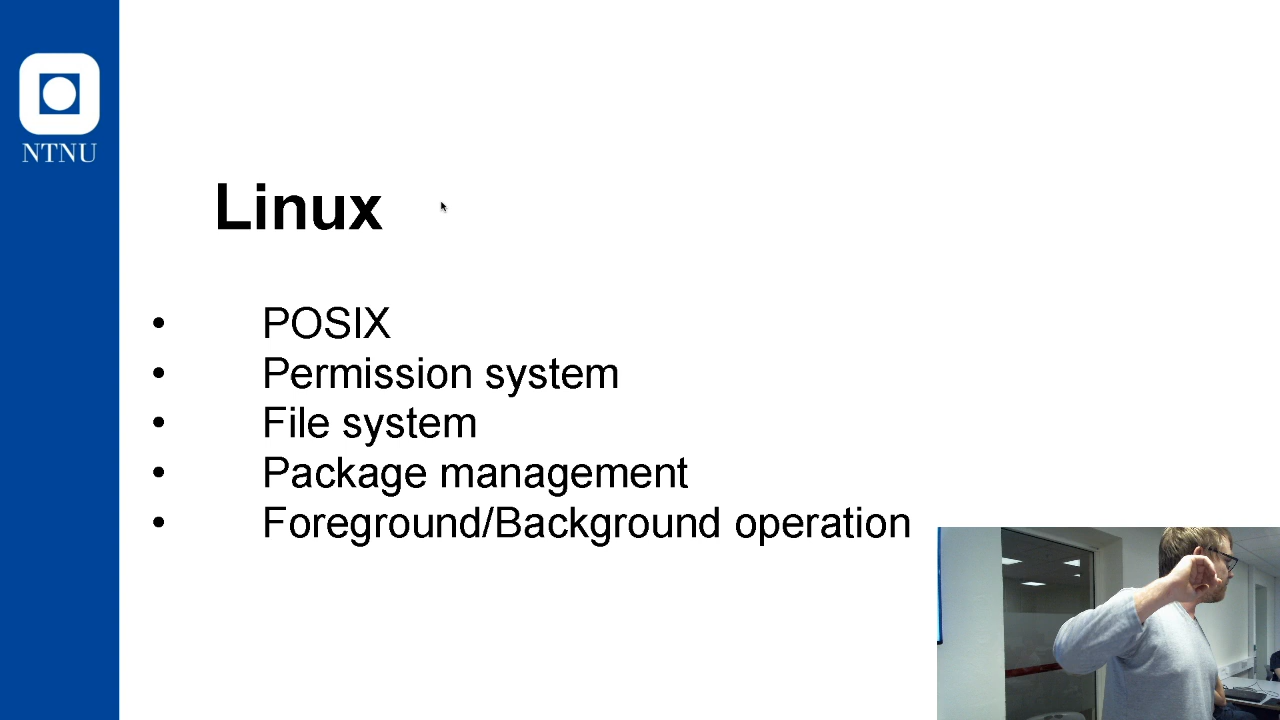 NTNU
Linux
• POSIX
• Permission system
• File system
• Package management
• Foreground/Background operation